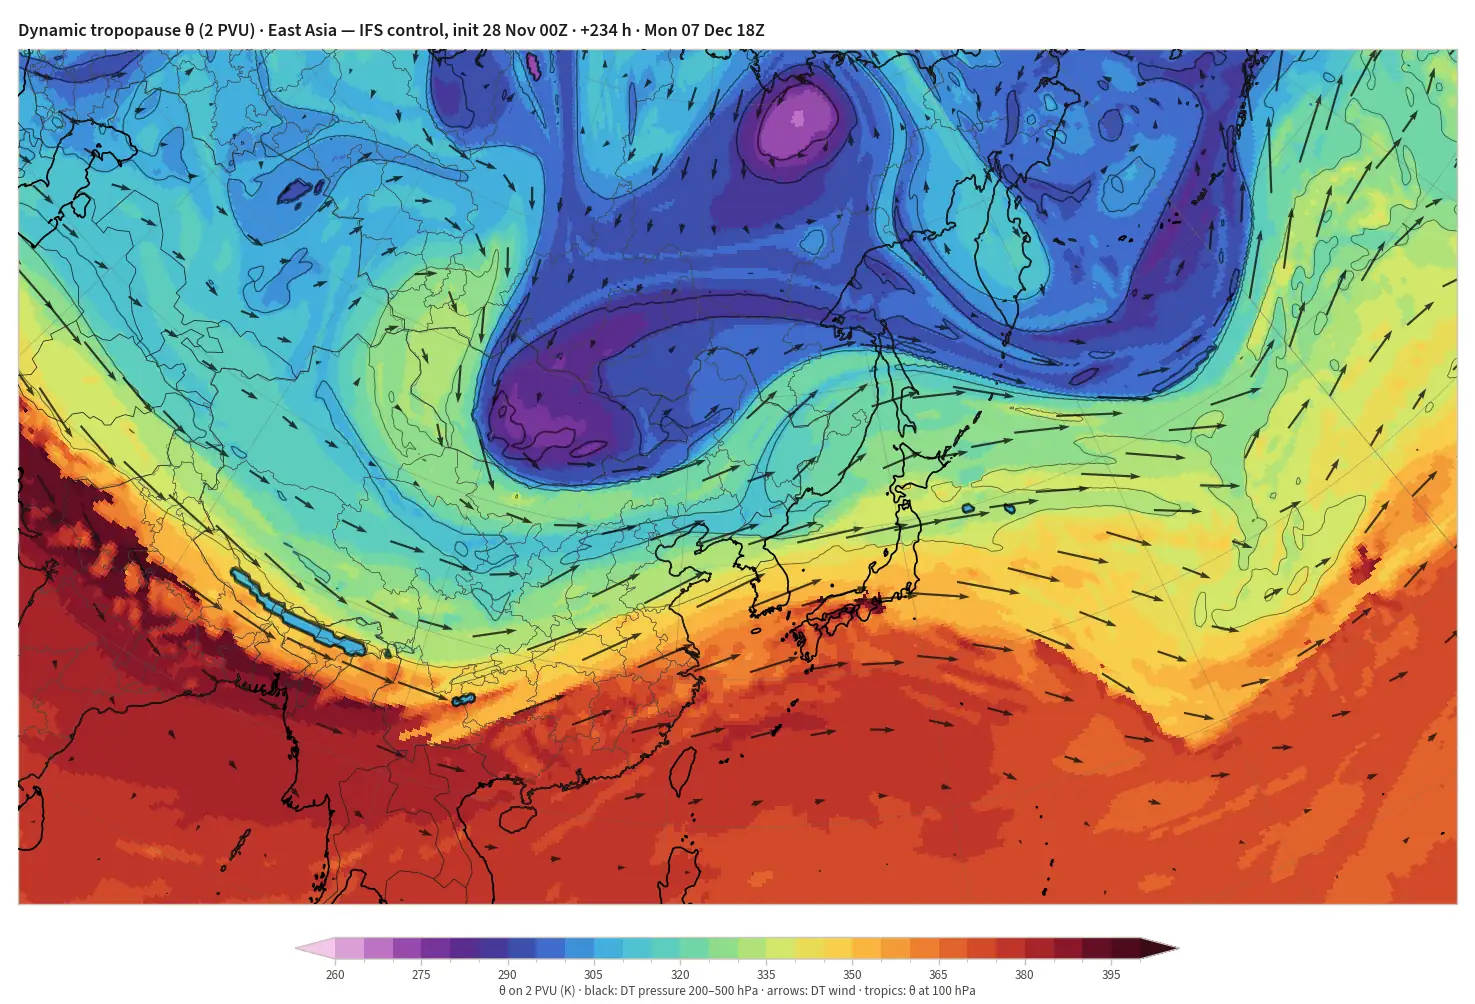 Dynamic tropopause θ (2 PVU) · East Asia — IFS control, init 28 Nov 00Z · +234 h · Mon 07 Dec 18Z
260 275 290 305 320 335 350 365 380 395
θ on 2 PVU (K) · black: DT pressure 200–500 hPa · arrows: DT wind · tropics: θ at 100 hPa